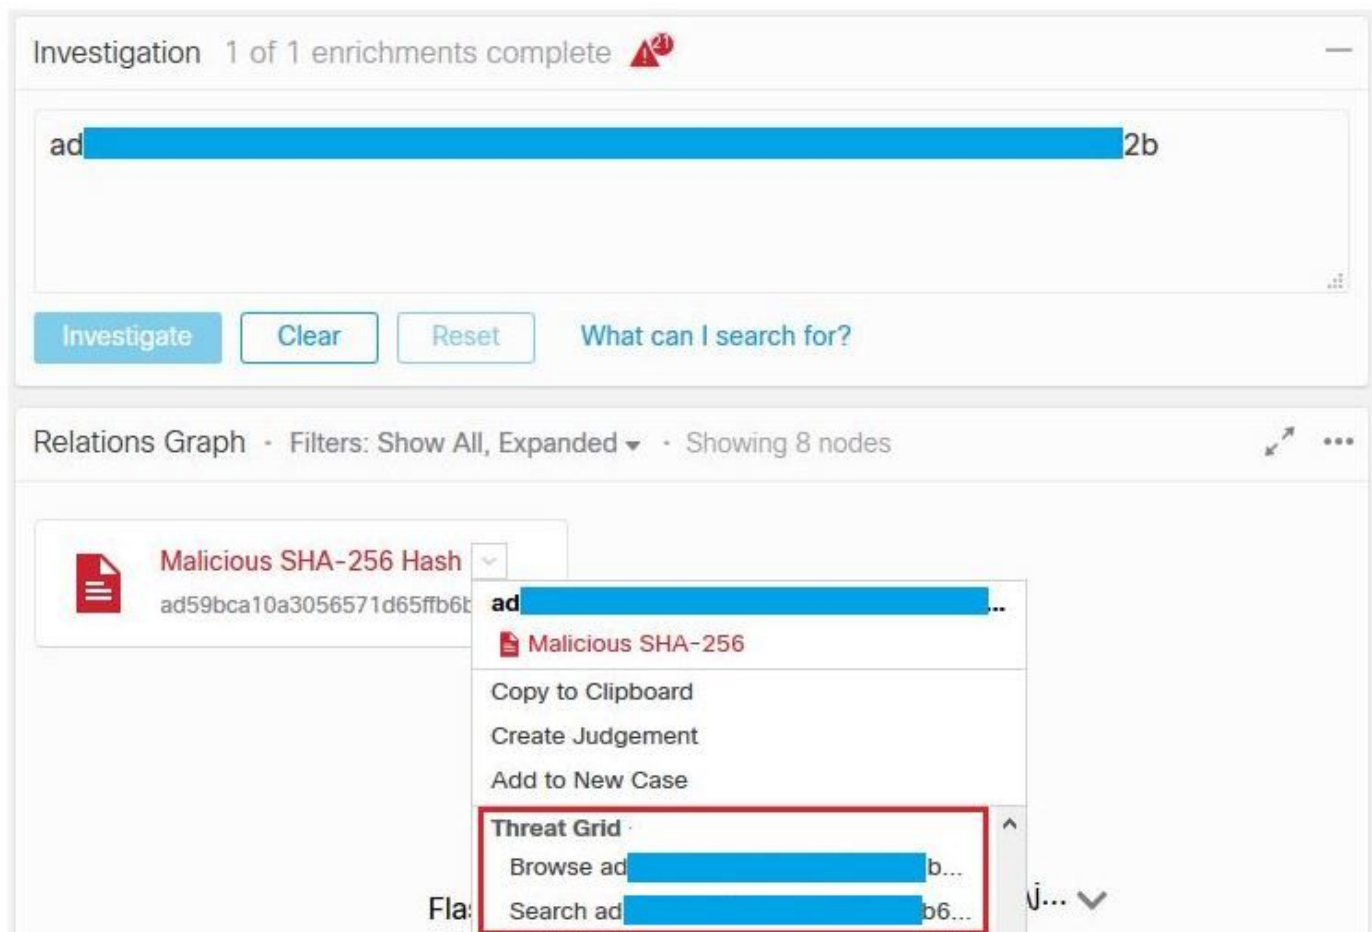 Investigation 1 of 1 enrichments complete 21
ad 2b
Investigate Clear Reset What can I search for?
Relations Graph · Filters: Show All, Expanded · Showing 8 nodes
Malicious SHA-256 Hash
ad59bca10a3056571d65ffb6b
ad ...
Malicious SHA-256
Copy to Clipboard
Create Judgement
Add to New Case
Threat Grid
Browse ad b...
Search ad b6...
Fla